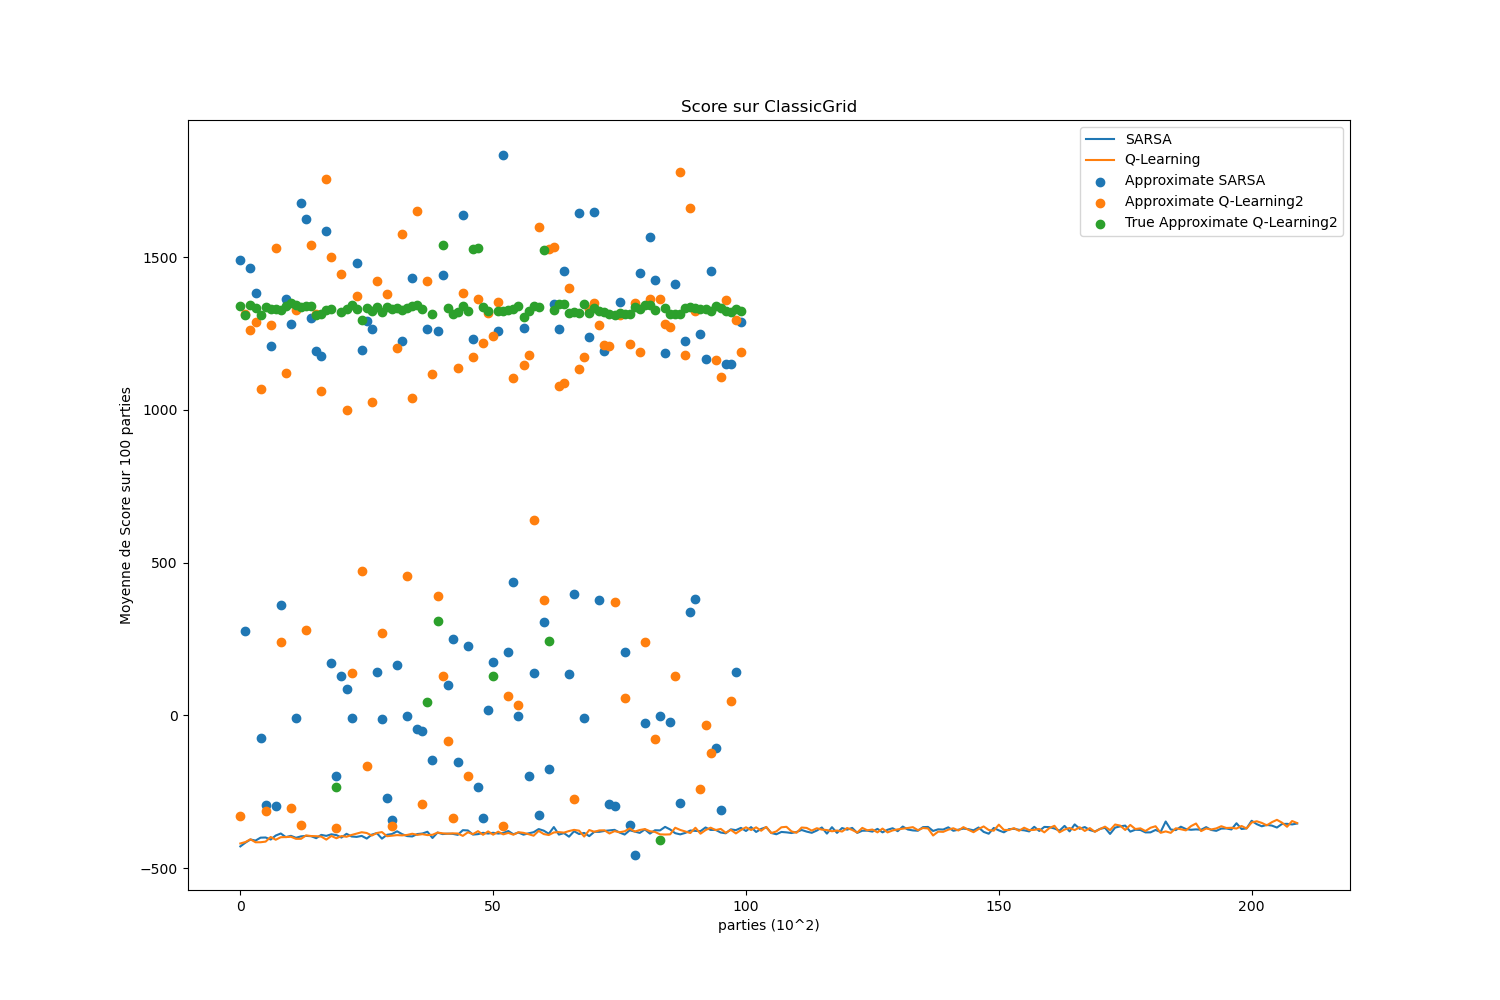 Score sur ClassicGrid
SARSA
Q-Learning
Approximate SARSA
Approximate Q-Learning2
True Approximate Q-Learning2
Moyenne de Score sur 100 parties
1500
1000
500
0
−500
0
50
100
150
200
parties (10^2)